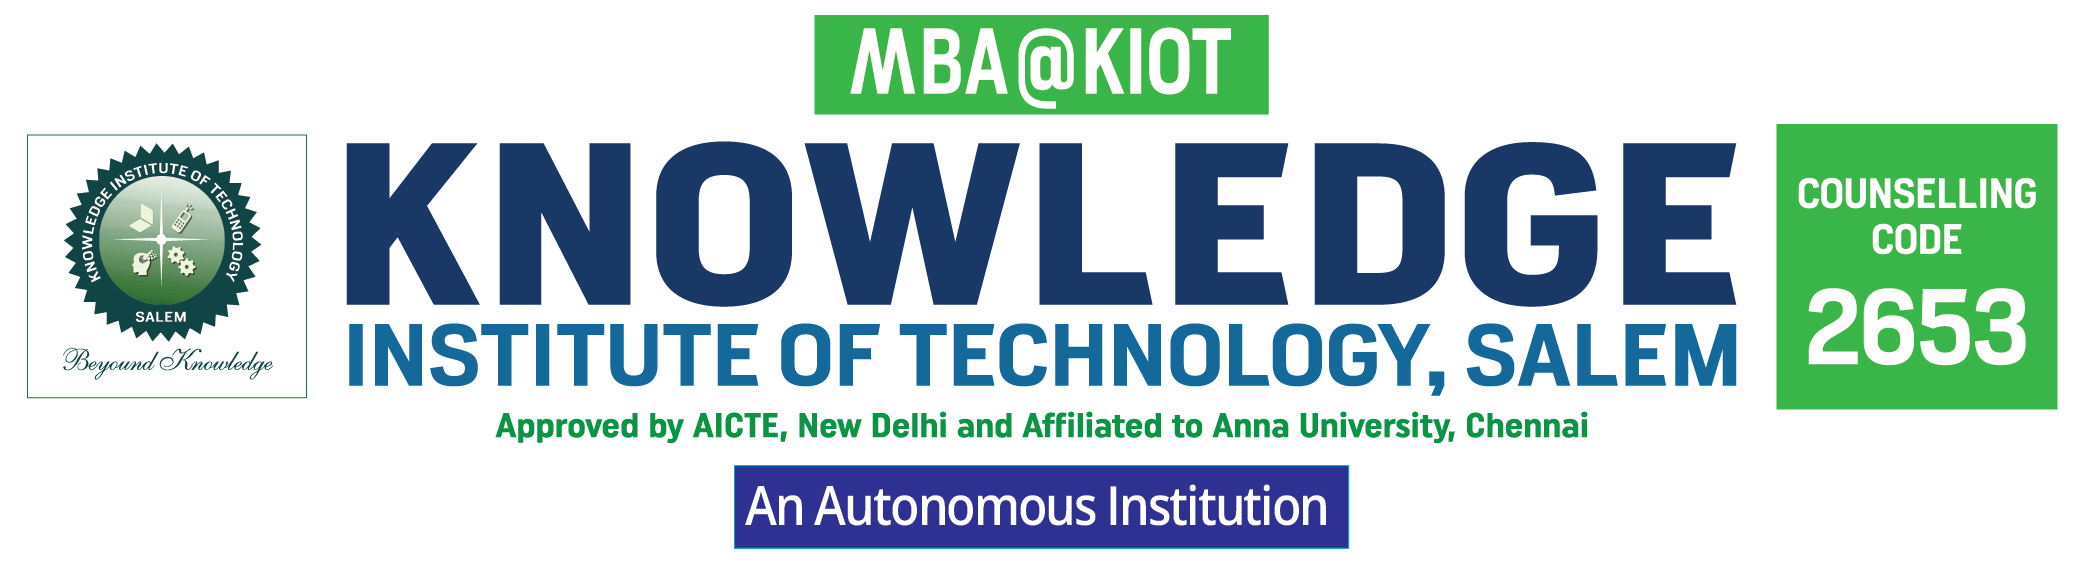 MBA@KIOT
KNOWLEDGE INSTITUTE OF TECHNOLOGY
SALEM
Beyound Knowledge
KNOWLEDGE
INSTITUTE OF TECHNOLOGY, SALEM
Approved by AICTE, New Delhi and Affiliated to Anna University, Chennai
An Autonomous Institution
COUNSELLING
CODE
2653